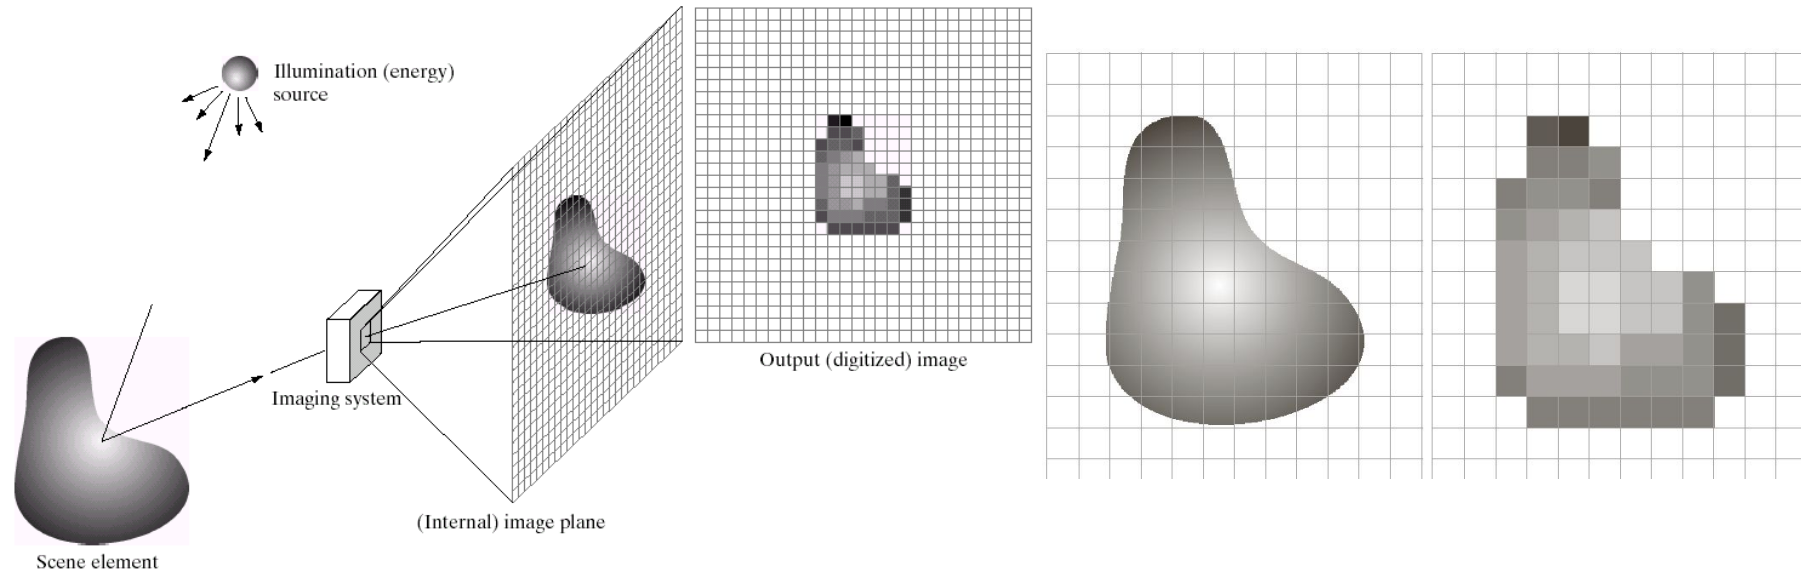 Illumination (energy)
source
Output (digitized) image
Imaging system
(Internal) image plane
Scene element